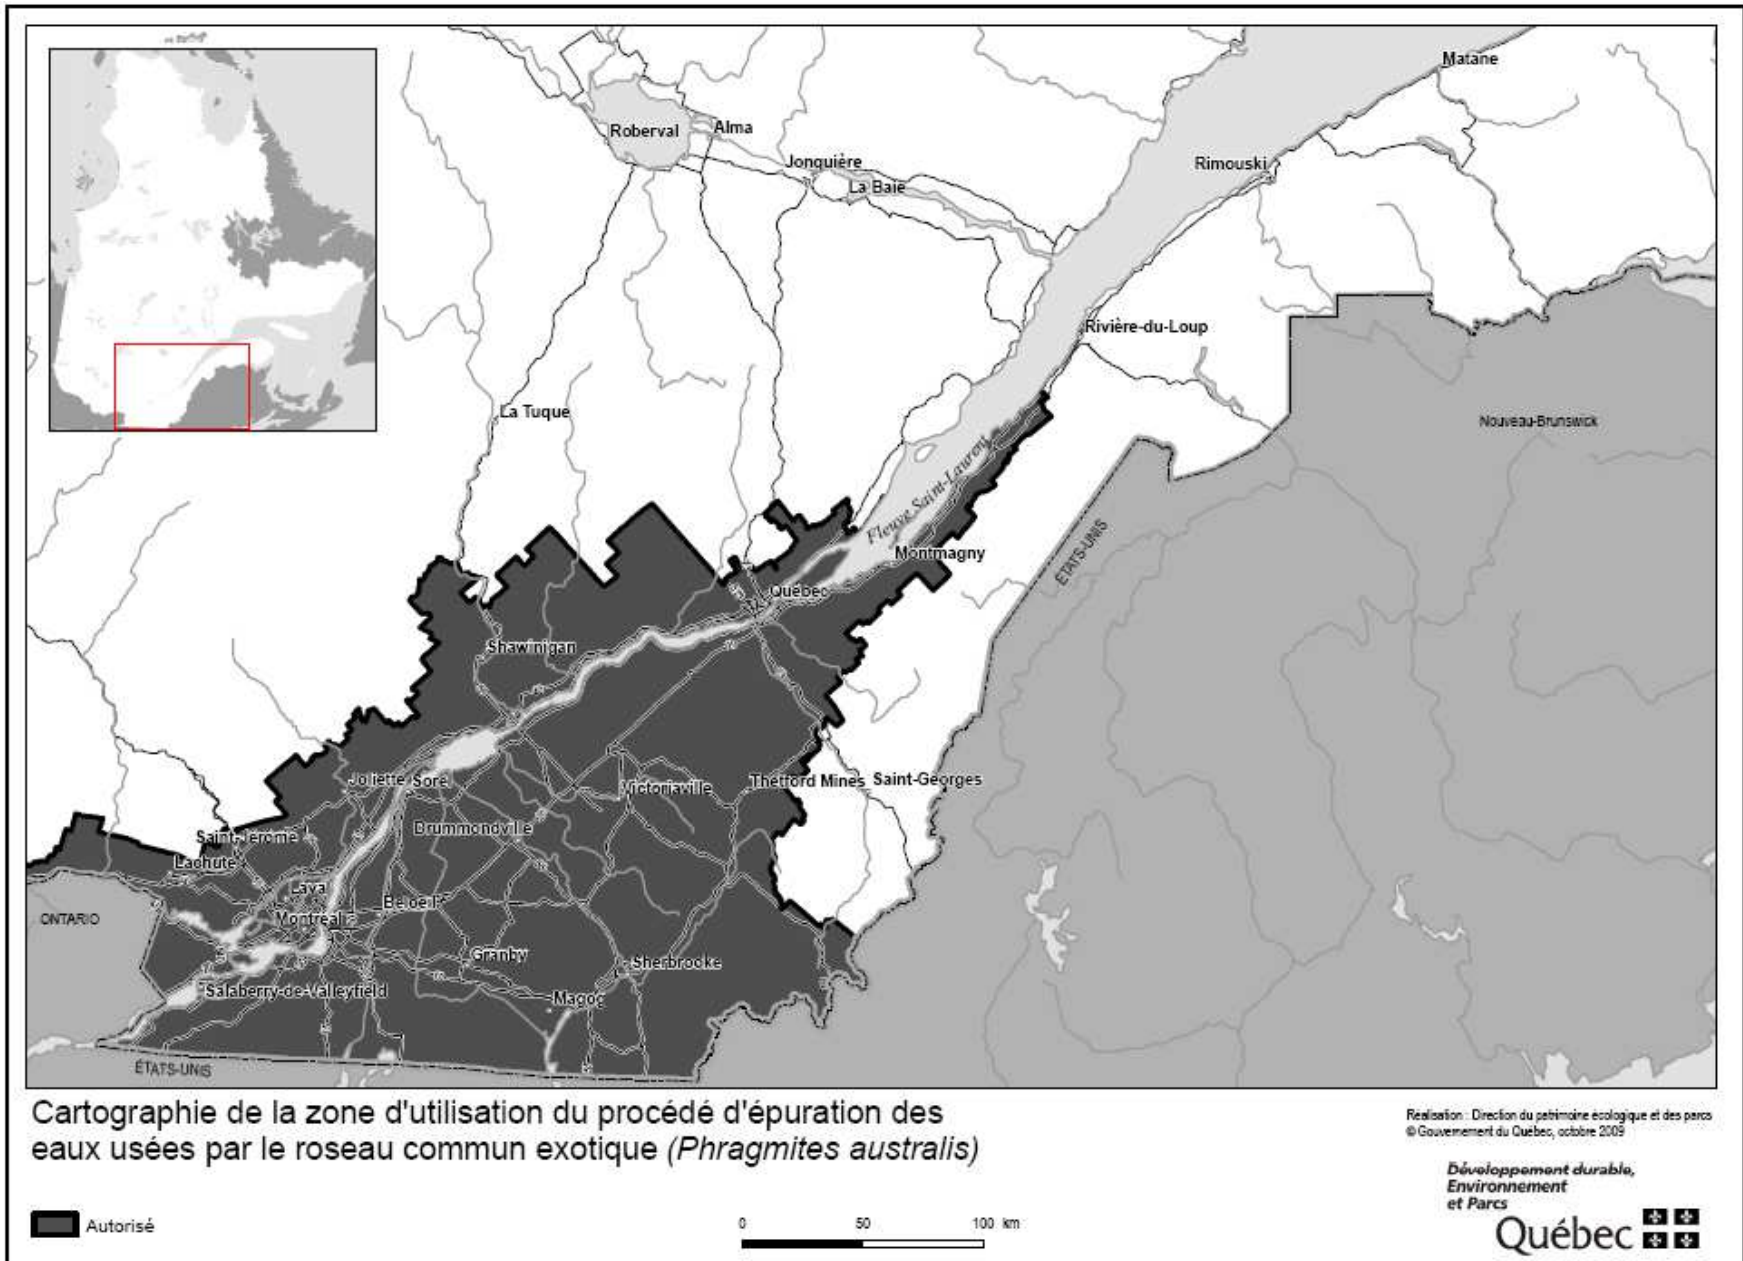 Matane
Roberval
Alma
Jonquière
La Baie
Rimouski
Rivière-du-Loup
La Tuque
Nouveau-Brunswick
Fleuve Saint-Laurent
ÉTATS-UNIS
Montmagny
Québec
Shawinigan
Joliette
Sorel
Victoriaville
Thetford Mines
Saint-Georges
Drummondville
Saint-Jérôme
Lachute
Laval
Beloeil
ONTARIO
Montréal
Granby
Sherbrooke
Salaberry-de-Valleyfield
Magog
ÉTATS-UNIS
Cartographie de la zone d'utilisation du procédé d'épuration des
eaux usées par le roseau commun exotique (Phragmites australis)
Autorisé
0 50 100 km
Réalisation : Direction du patrimoine écologique et des parcs
© Gouvernement du Québec, octobre 2009
Développement durable,
Environnement
et Parcs
Québec